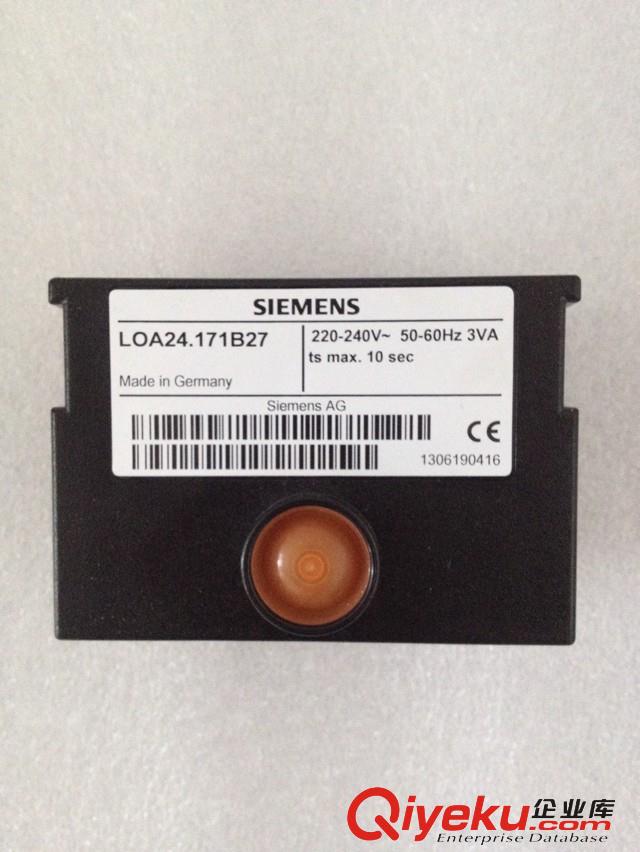 SIEMENS
LOA24.171B27
220-240V~ 50-60Hz 3VA
ts max. 10 sec
Made in Germany
Siemens AG
CE
1306190416
Qiyeku企业库.com
Enterprise Database